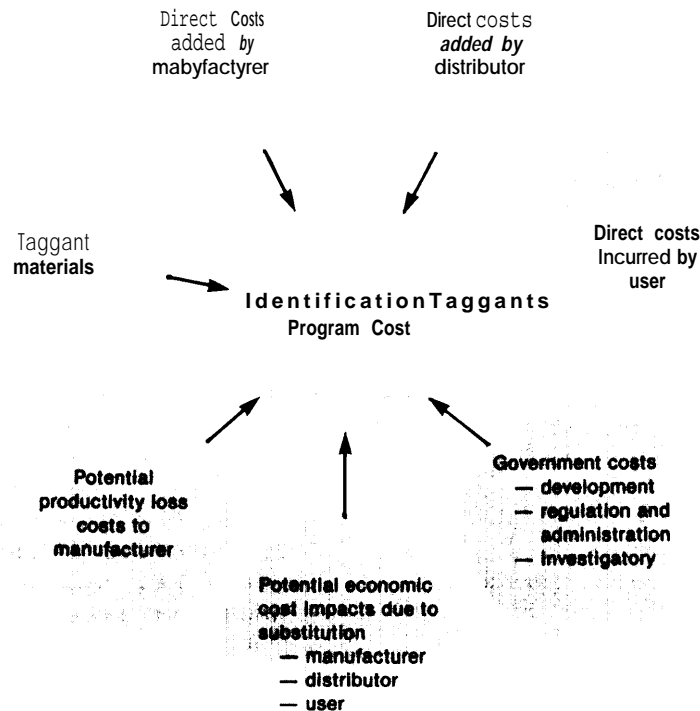 Direct Costs
added by
mabyfactyrer
Direct costs
added by
distributor
Taggant
materials
Direct costs
Incurred by
user
IdentificationTaggants
Program Cost
Potential
productivity loss
costs to
manufacturer
Government costs
— development
— regulation and
administration
— investigatory
Potential economic
cost impacts due to
substitution
— manufacturer
— distributor
— user